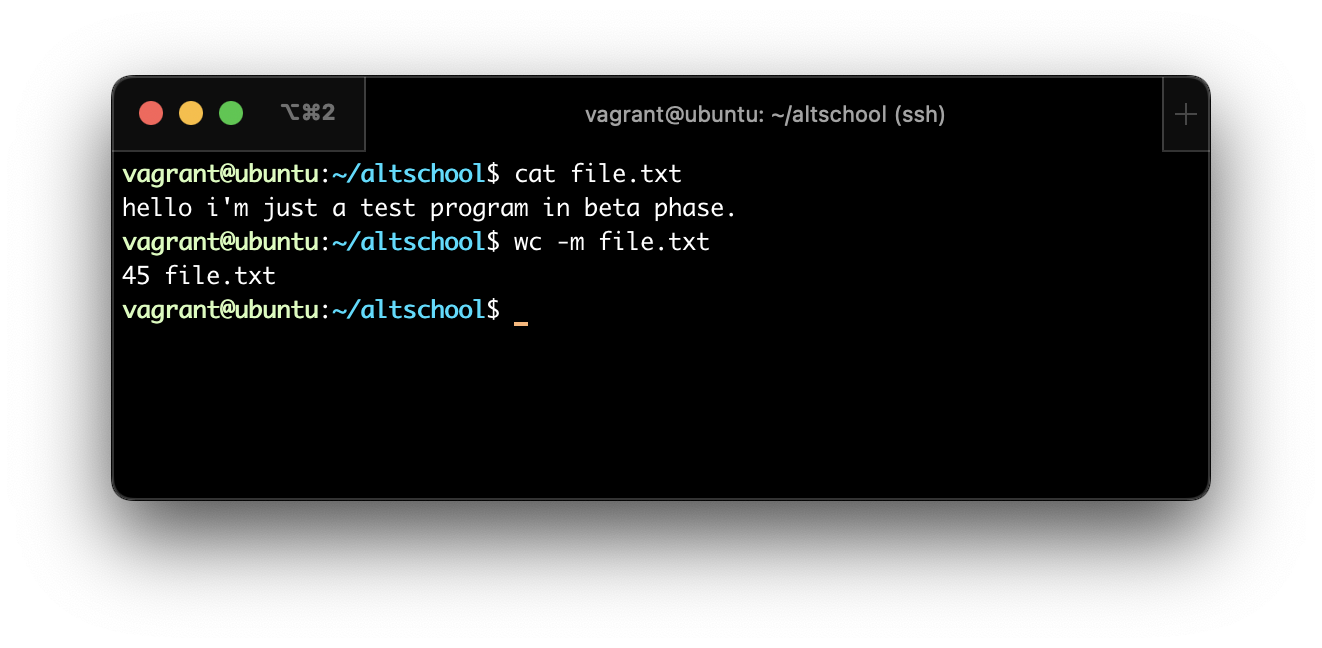 ⌥⌘2
vagrant@ubuntu: ~/altschool (ssh)
vagrant@ubuntu:~/altschool$ cat file.txt
hello i'm just a test program in beta phase.
vagrant@ubuntu:~/altschool$ wc -m file.txt
45 file.txt
vagrant@ubuntu:~/altschool$